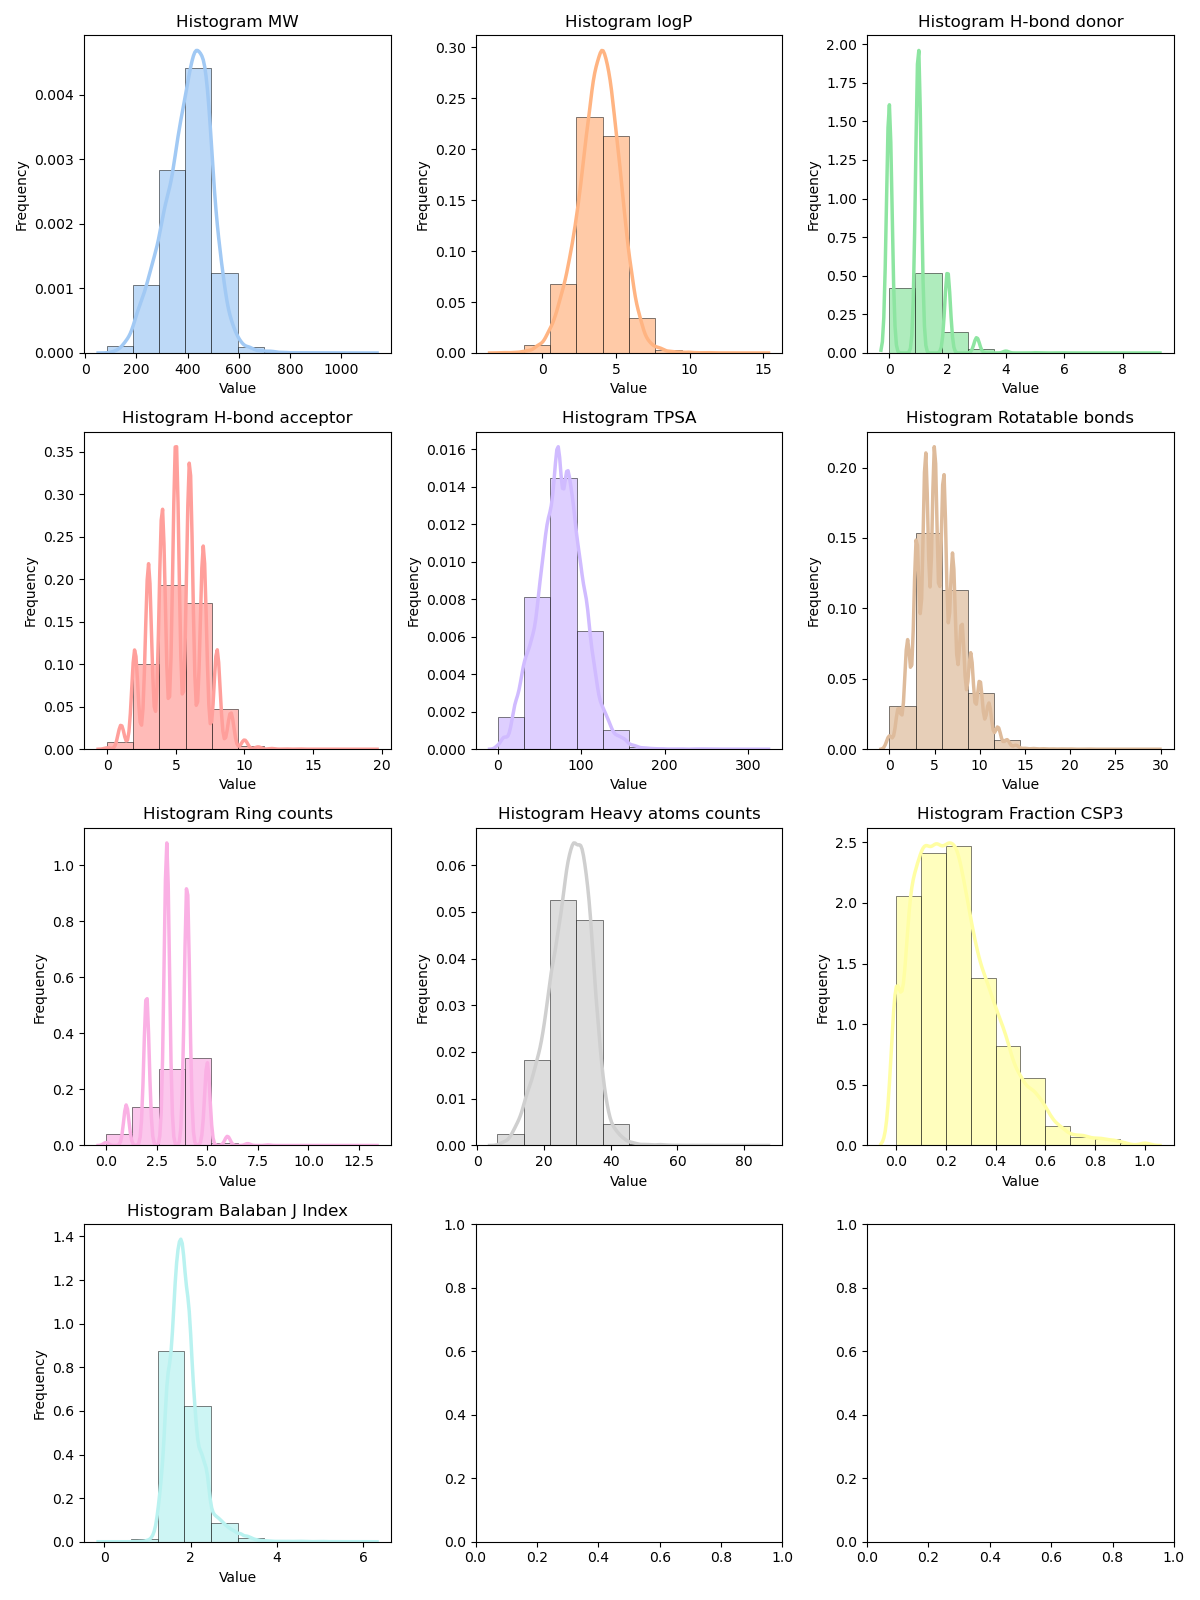 Histogram MW
Frequency
0.004
0.003
0.002
0.001
0.000
0 200 400 600 800 1000
Value
Histogram logP
Frequency
0.30
0.25
0.20
0.15
0.10
0.05
0.00
0 5 10 15
Value
Histogram H-bond donor
Frequency
2.00
1.75
1.50
1.25
1.00
0.75
0.50
0.25
0.00
0 2 4 6 8
Value
Histogram H-bond acceptor
Frequency
0.35
0.30
0.25
0.20
0.15
0.10
0.05
0.00
0 5 10 15 20
Value
Histogram TPSA
Frequency
0.016
0.014
0.012
0.010
0.008
0.006
0.004
0.002
0.000
0 100 200 300
Value
Histogram Rotatable bonds
Frequency
0.20
0.15
0.10
0.05
0.00
0 5 10 15 20 25 30
Value
Histogram Ring counts
Frequency
1.0
0.8
0.6
0.4
0.2
0.0
0.0 2.5 5.0 7.5 10.0 12.5
Value
Histogram Heavy atoms counts
Frequency
0.06
0.05
0.04
0.03
0.02
0.01
0.00
0 20 40 60 80
Value
Histogram Fraction CSP3
Frequency
2.5
2.0
1.5
1.0
0.5
0.0
0.0 0.2 0.4 0.6 0.8 1.0
Value
Histogram Balaban J Index
Frequency
1.4
1.2
1.0
0.8
0.6
0.4
0.2
0.0
0 2 4 6
Value
1.0
0.8
0.6
0.4
0.2
0.0
0.0 0.2 0.4 0.6 0.8 1.0
1.0
0.8
0.6
0.4
0.2
0.0
0.0 0.2 0.4 0.6 0.8 1.0